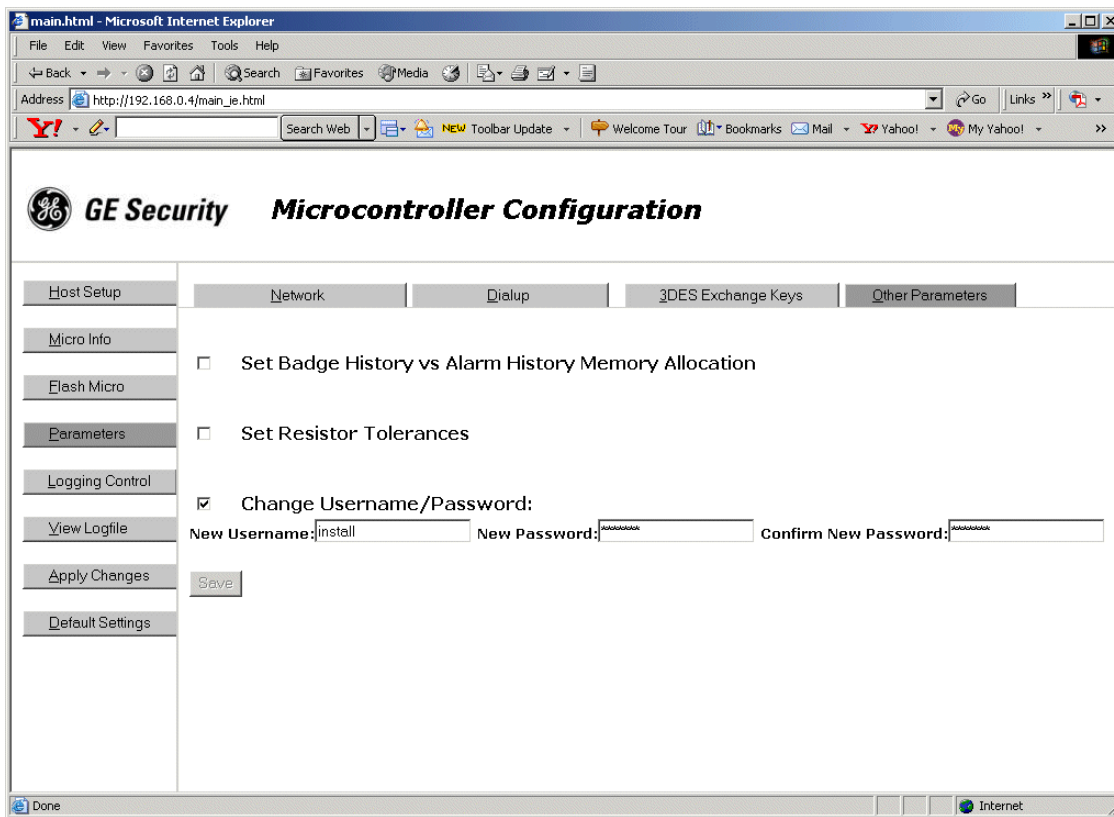 main.html - Microsoft Internet Explorer
File Edit View Favorites Tools Help
Back Search Favorites Media
Address http://192.168.0.4/main_ie.html Go Links »
Y! Search Web NEW Toolbar Update Welcome Tour Bookmarks Mail Y? Yahoo! My Yahoo! »
GE Security Microcontroller Configuration
Host Setup
Network Dialup 3DES Exchange Keys Other Parameters
Micro Info
Set Badge History vs Alarm History Memory Allocation
Flash Micro
Parameters
Set Resistor Tolerances
Logging Control
Change Username/Password:
View Logfile
New Username: install New Password: ******* Confirm New Password: *******
Apply Changes
Save
Default Settings
Done Internet